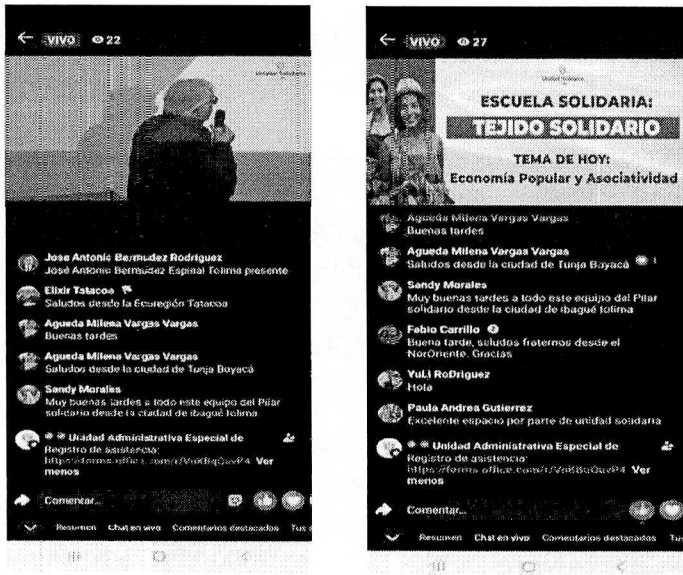 VIVO 22
Unidad Solidaria
Jose Antonio Bermudez Rodriguez
José Antonio Bermúdez Espinal Tolima presente
Elixir Tatacoa
Saludos desde la Ecoregión Tatacoa
Agueda Milena Vargas Vargas
Buenas tardes
Agueda Milena Vargas Vargas
Saludos desde la ciudad de Tunja Boyacá
Sandy Morales
Muy buenas tardes a todo este equipo del Pilar
solidario desde la ciudad de ibagué tolima
Unidad Administrativa Especial de
Registro de asistencia:
Ver
menos
Comentar...
Resumen Chat en vivo Comentarios destacados Tus
VIVO 27
Unidad Solidaria
ESCUELA SOLIDARIA:
TEJIDO SOLIDARIO
TEMA DE HOY:
Economía Popular y Asociatividad
Agueda Milena Vargas Vargas
Buenas tardes
Agueda Milena Vargas Vargas
Saludos desde la ciudad de Tunja Boyacá 1
Sandy Morales
Muy buenas tardes a todo este equipo del Pilar
solidario desde la ciudad de ibagué tolima
Fabio Carrillo
Buena tarde, saludos fraternos desde el
NorOriente. Gracias
YuLi RoDriguez
Hola
Paula Andrea Gutierrez
Excelente espacio por parte de unidad solidaria
Unidad Administrativa Especial de
Registro de asistencia:
Ver
menos
Comentar...
Resumen Chat en vivo Comentarios destacados Tus